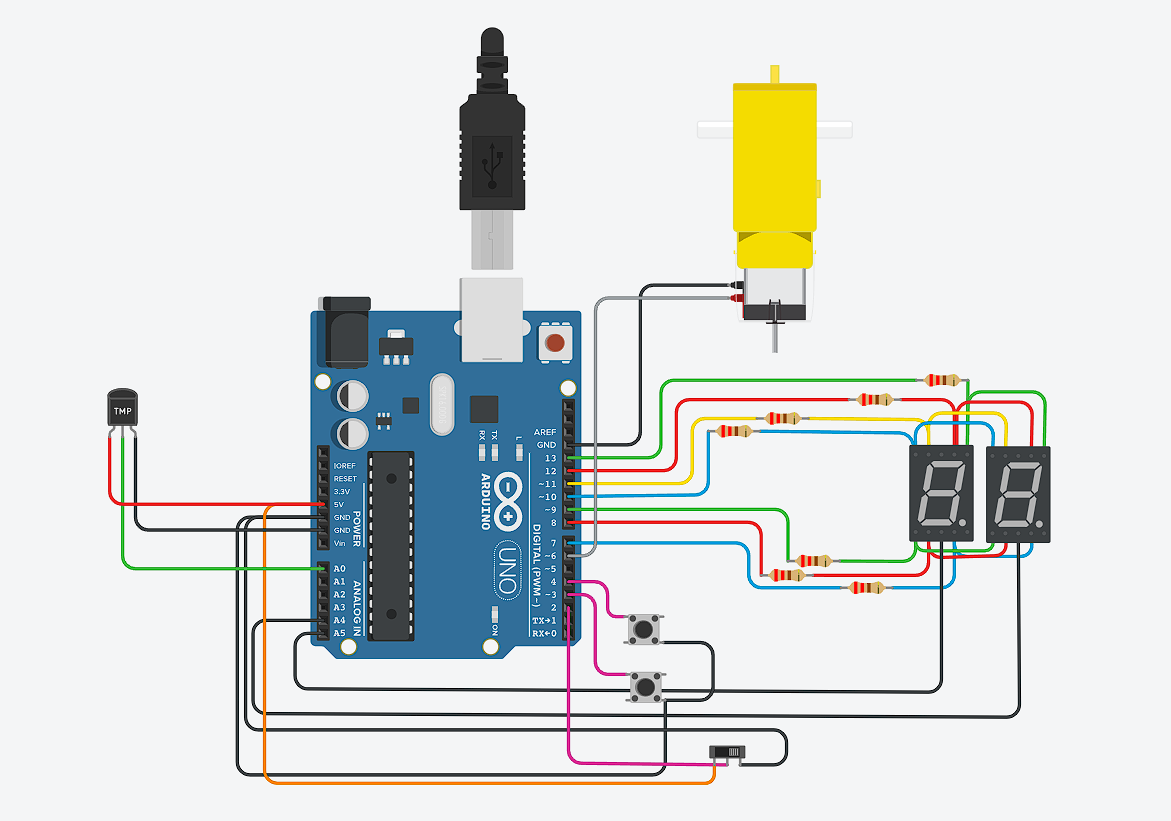 TMP
RX
TX
L
AREF
GND
13
12
~11
~10
~9
8
7
~6
~5
4
~3
2
TX→1
RX←0
DIGITAL (PWM~)
IOREF
RESET
3.3V
5V
GND
GND
Vin
POWER
A0
A1
A2
A3
A4
A5
ANALOG IN
ARDUINO
UNO
ON